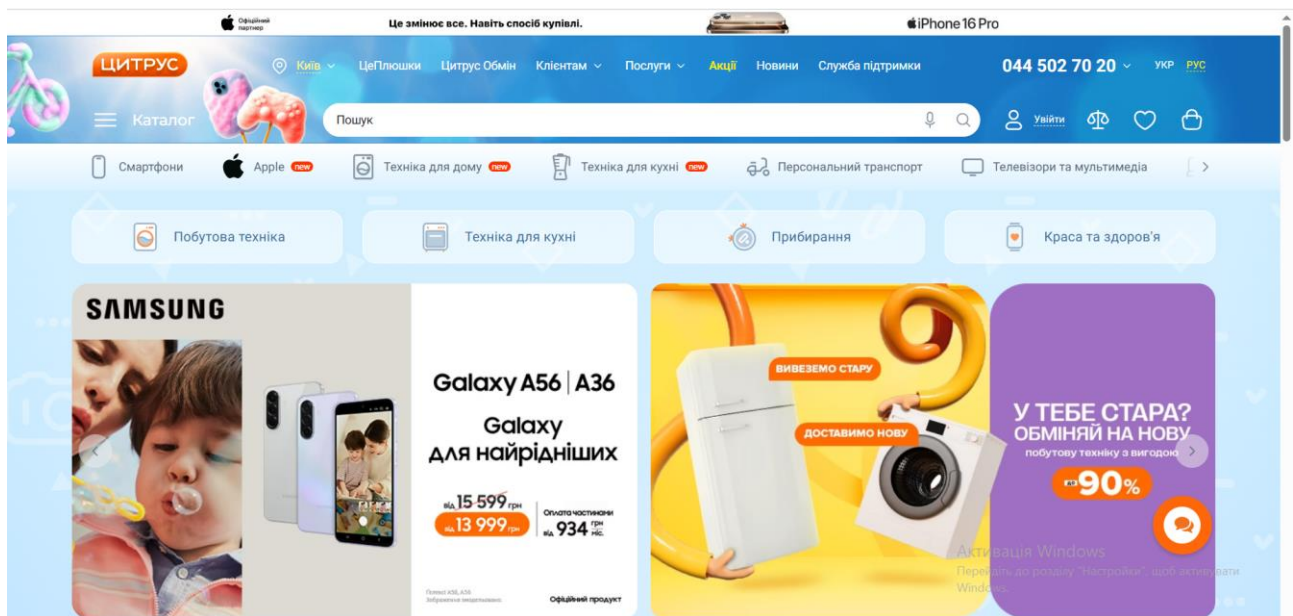 Офіційний
партнер
Це змінює все. Навіть спосіб купівлі.
iPhone 16 Pro
ЦИТРУС
Київ
ЦеПлюшки
Цитрус Обмін
Клієнтам
Послуги
Акції
Новини
Служба підтримки
044 502 70 20
УКР
РУС
Каталог
Пошук
Увійти
Смартфони
Apple new
Техніка для дому new
Техніка для кухні new
Персональний транспорт
Телевізори та мультимедіа
Побутова техніка
Техніка для кухні
Прибирання
Краса та здоров'я
SAMSUNG
Galaxy A56 | A36
Galaxy
для найрідніших
від 15 599 грн
від 13 999 грн
Оплата частинами
від 934 грн
міс.
Офіційний продукт
ВИВЕЗЕМО СТАРУ
ДОСТАВИМО НОВУ
У ТЕБЕ СТАРА?
ОБМІНЯЙ НА НОВУ
побутову техніку з вигодою
до 90%
Активація Windows
Перейдіть до розділу "Настройки", щоб активувати
Windows.